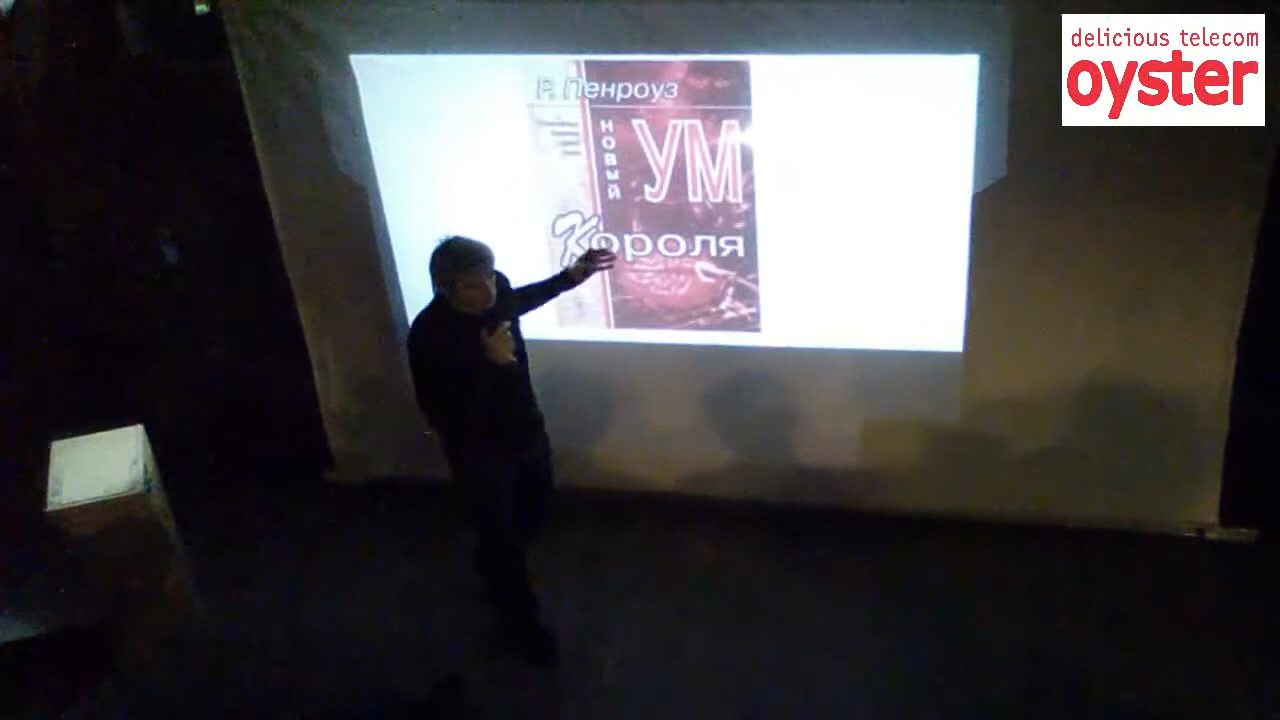 delicious telecom
oyster
Р. Пенроуз
новый
УМ
Короля